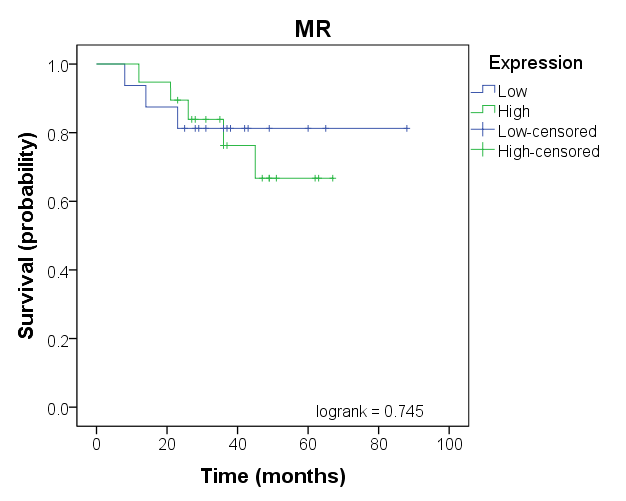 MR
Expression
Low
High
Low-censored
High-censored
Survival (probability)
1.0
0.8
0.6
0.4
0.2
0.0
logrank = 0.745
0 20 40 60 80 100
Time (months)